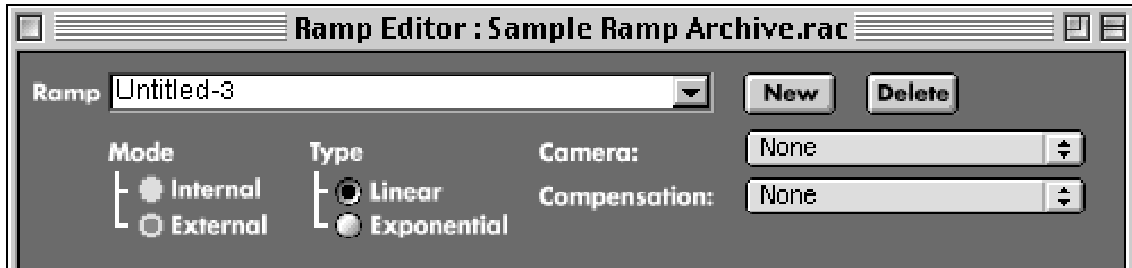 Ramp Editor : Sample Ramp Archive.rac
Ramp Untitled-3 New Delete
Mode Type Camera: None
Internal Linear Compensation: None
External Exponential